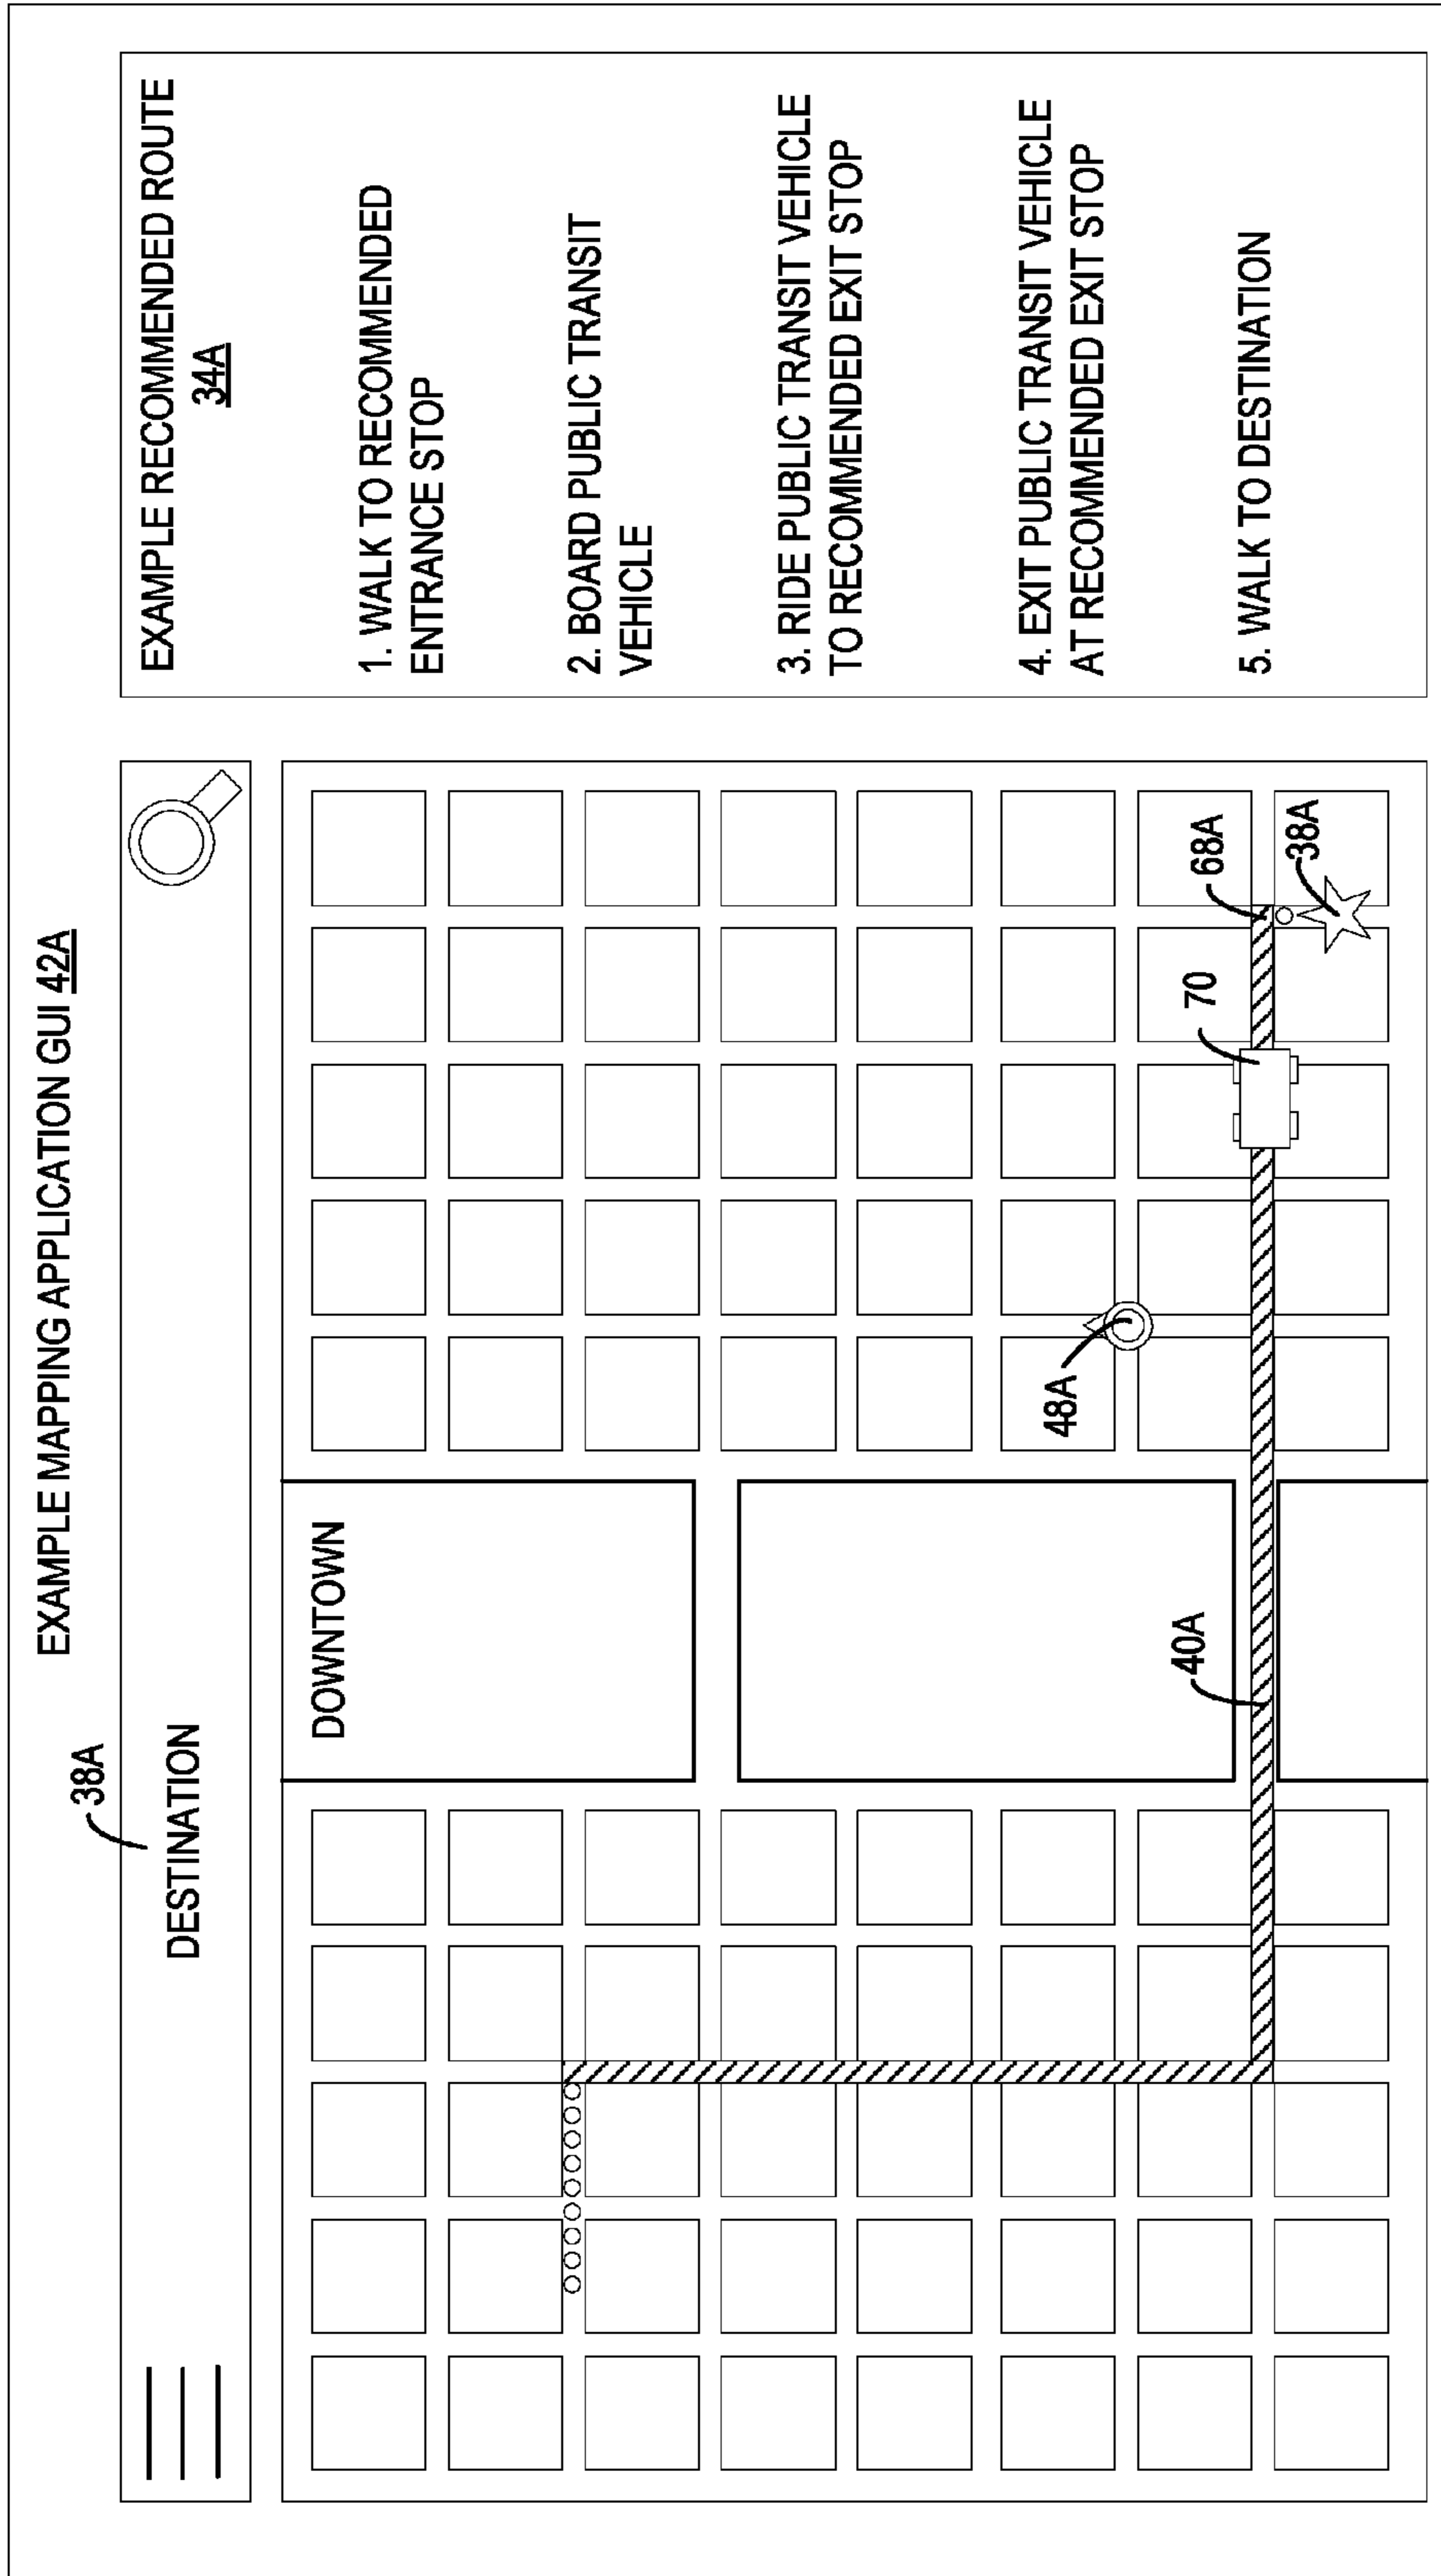 EXAMPLE MAPPING APPLICATION GUI 42A
38A
DESTINATION
DOWNTOWN
48A
40A
70
68A
38A
EXAMPLE RECOMMENDED ROUTE
34A
1. WALK TO RECOMMENDED
ENTRANCE STOP
2. BOARD PUBLIC TRANSIT
VEHICLE
3. RIDE PUBLIC TRANSIT VEHICLE
TO RECOMMENDED EXIT STOP
4. EXIT PUBLIC TRANSIT VEHICLE
AT RECOMMENDED EXIT STOP
5. WALK TO DESTINATION